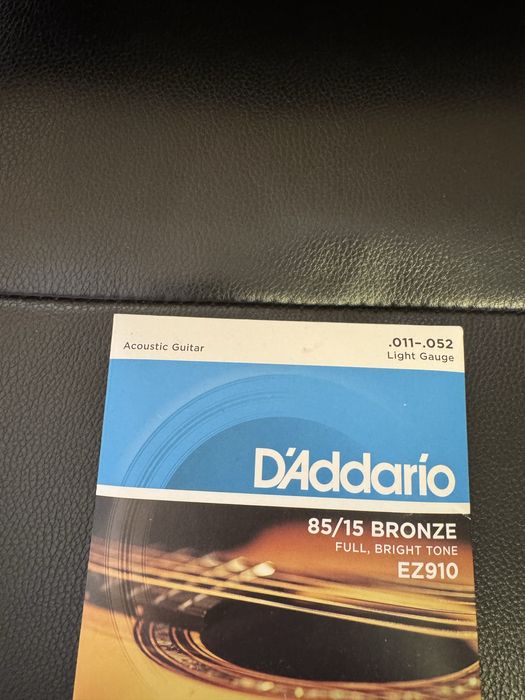 Acoustic Guitar
.011–.052
Light Gauge
D'Addario
85/15 BRONZE
FULL, BRIGHT TONE
EZ910